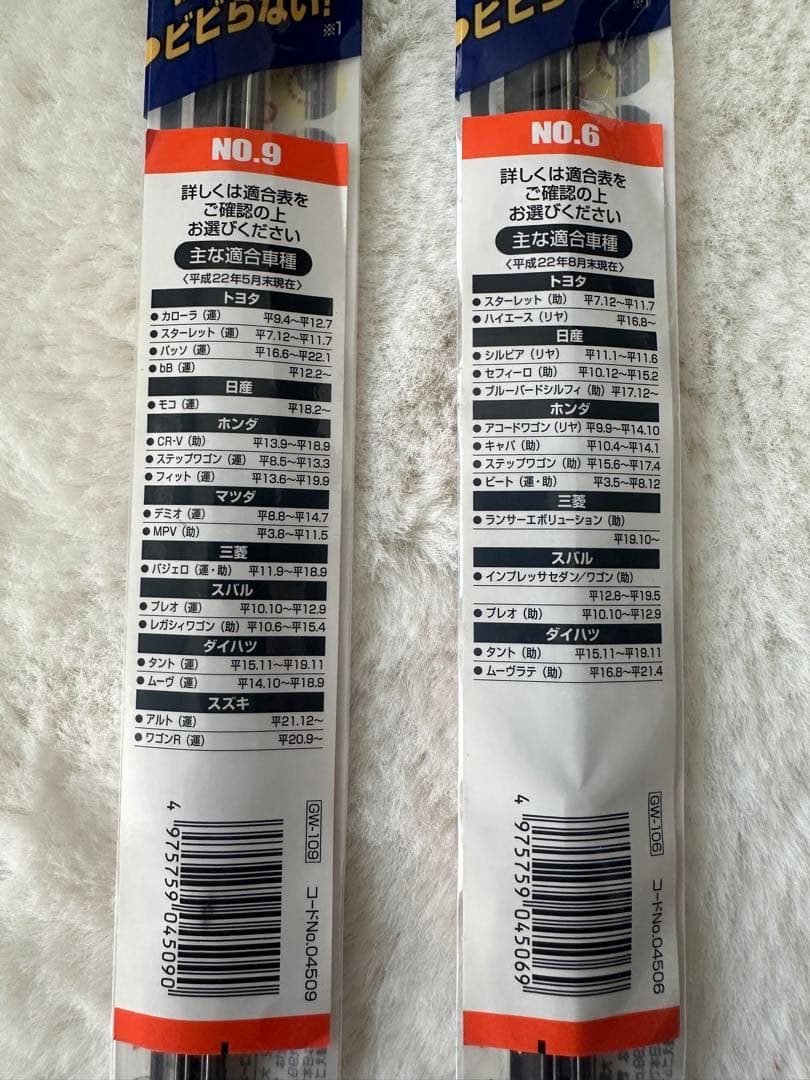 ビビらない!
※1
NO.9
詳しくは適合表を
ご確認の上
お選びください
主な適合車種
〈平成22年5月末現在〉
トヨタ
●カローラ(運) 平9.4〜平12.7
●スターレット(運) 平7.12〜平11.7
●パッソ(運) 平16.6〜平22.1
●bB(運) 平12.2〜
日産
●モコ(運) 平18.2〜
ホンダ
●CR-V(助) 平13.9〜平18.9
●ステップワゴン(運) 平8.5〜平13.3
●フィット(運) 平13.6〜平19.9
マツダ
●デミオ(運) 平8.8〜平14.7
●MPV(助) 平3.8〜平11.5
三菱
●パジェロ(運・助) 平11.9〜平18.9
スバル
●プレオ(運) 平10.10〜平12.9
●レガシィワゴン(助) 平10.6〜平15.4
ダイハツ
●タント(運) 平15.11〜平19.11
●ムーヴ(運) 平14.10〜平18.9
スズキ
●アルト(運) 平21.12〜
●ワゴンR(運) 平20.9〜
4 975759 045090
GW-109
コードNo.04509
ビビ
NO.6
詳しくは適合表を
ご確認の上
お選びください
主な適合車種
〈平成22年8月末現在〉
トヨタ
●スターレット(助) 平7.12〜平11.7
●ハイエース(リヤ) 平16.8〜
日産
●シルビア(リヤ) 平11.1〜平11.6
●セフィーロ(助) 平10.12〜平15.2
●ブルーバードシルフィ(助) 平17.12〜
ホンダ
●アコードワゴン(リヤ) 平9.9〜平14.10
●キャパ(助) 平10.4〜平14.1
●ステップワゴン(助) 平15.6〜平17.4
●ビート(運・助) 平3.5〜平8.12
三菱
●ランサーエボリューション(助)
平19.10〜
スバル
●インプレッサセダン/ワゴン(助)
平12.8〜平19.5
●プレオ(助) 平10.10〜平12.9
ダイハツ
●タント(助) 平15.11〜平19.11
●ムーヴラテ(助) 平16.8〜平21.4
4 975759 045069
GW-106
コードNo.04506